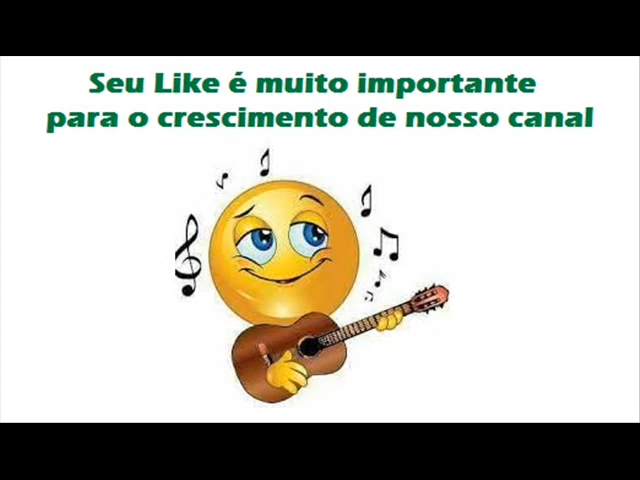 Seu Like é muito importante
para o crescimento de nosso canal